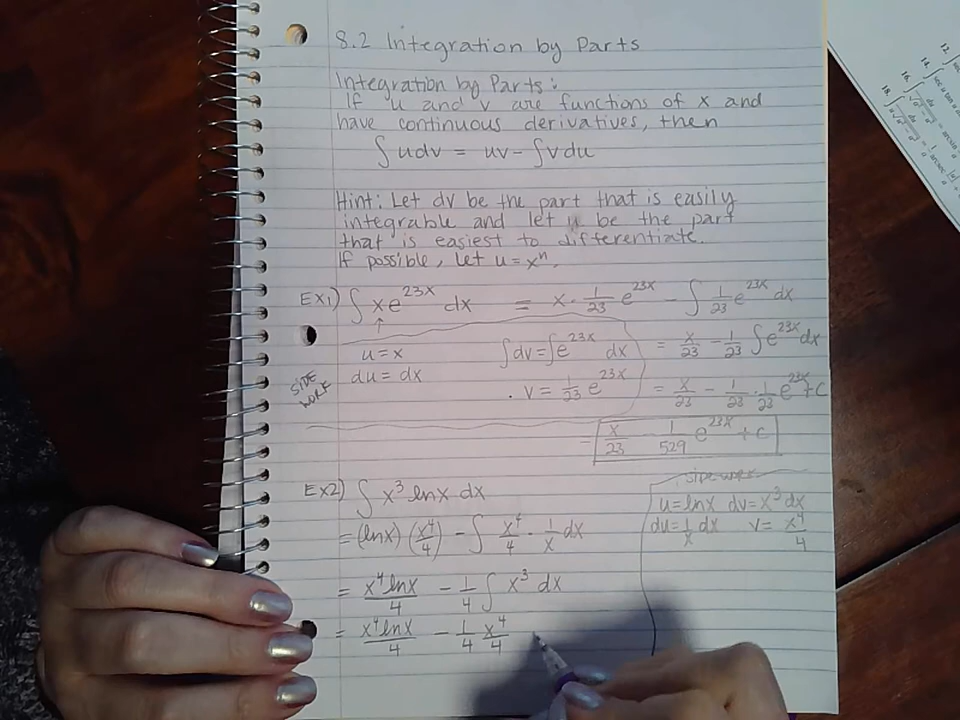 8.2 Integration by Parts
Integration by Parts:
If u and v are functions of x and
have continuous derivatives, then
∫ u dv = uv - ∫ v du
Hint: Let dv be the part that is easily
integrable and let u be the part
that is easiest to differentiate.
If possible, let u = xⁿ.
EX1) ∫ x e^{23x} dx = x · 1/23 e^{23x} - ∫ 1/23 e^{23x} dx
↑
SIDE WORK
u = x ∫dv = ∫e^{23x} dx = x/23 - 1/23 ∫ e^{23x} dx
du = dx
v = 1/23 e^{23x} = x/23 - 1/23 · 1/23 e^{23x} + C
= x/23 - 1/529 e^{23x} + C
EX2) ∫ x³ ln x dx
side work
u = ln x dv = x³ dx
du = 1/x dx v = x⁴/4
= (ln x)(x⁴/4) - ∫ x⁴/4 · 1/x dx
= x⁴ ln x/4 - 1/4 ∫ x³ dx
= x⁴ ln x/4 - 1/4 x⁴/4
12.
14.
16.
18.